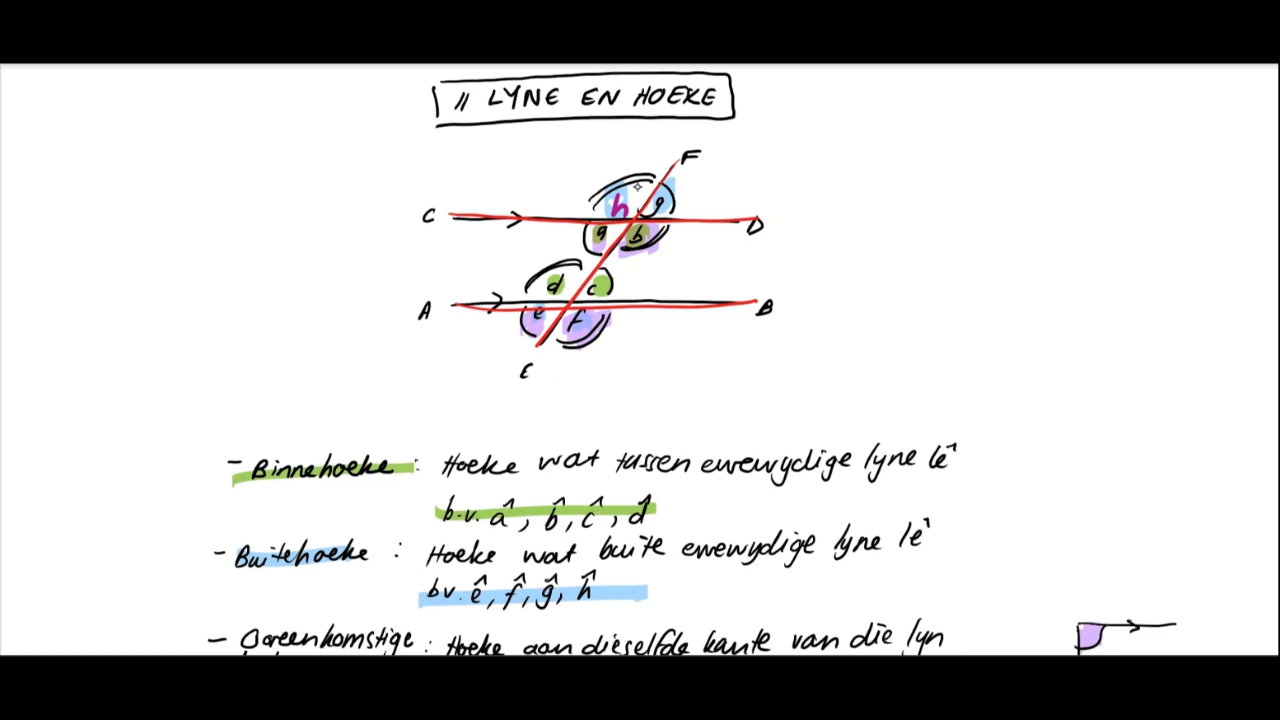 // LYNE EN HOEKE
F
h g
C D
a b
d c
A B
e f
E
- Binnehoeke : Hoeke wat tussen ewewydige lyne lê
b.v. â, b̂, ĉ, d̂
- Buitehoeke : Hoeke wat buite ewewydige lyne lê
bv. ê, f̂, ĝ, ĥ
- Ooreenkomstige : Hoeke aan dieselfde kante van die lyn